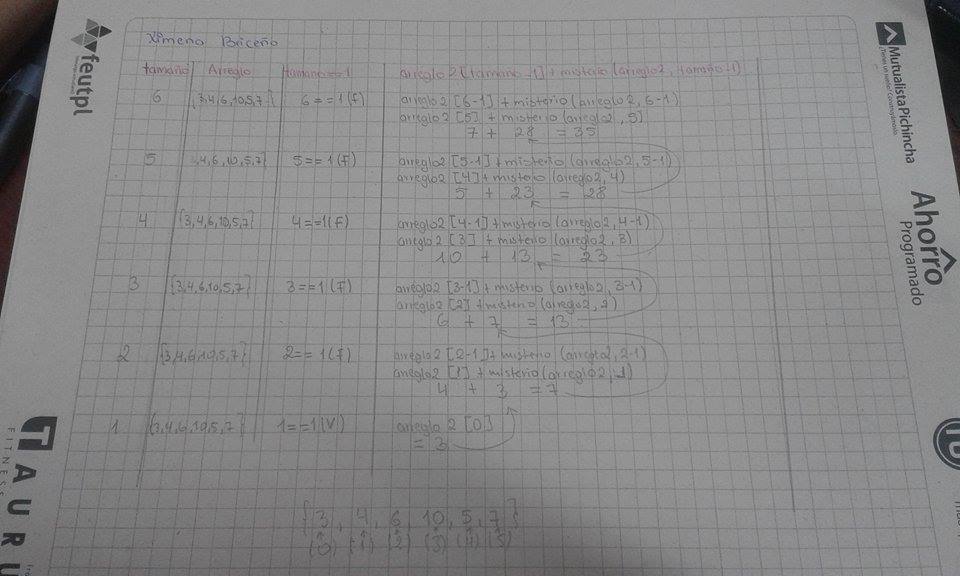 Ximena Briceño
tamaño Arreglo tamano==1 arreglo2[tamano-1]+misterio(arreglo2, tamaño-1)
6 {3,4,6,10,5,7} 6==1(F) arreglo2[6-1]+misterio(arreglo2, 6-1)
arreglo2[5]+misterio(arreglo2, 5)
7 + 28 = 35
5 {3,4,6,10,5,7} 5==1(F) arreglo2[5-1]+misterio(arreglo2, 5-1)
arreglo2[4]+misterio(arreglo2, 4)
5 + 23 = 28
4 {3,4,6,10,5,7} 4==1(F) arreglo2[4-1]+misterio(arreglo2, 4-1)
arreglo2[3]+misterio(arreglo2, 3)
10 + 13 = 23
3 {3,4,6,10,5,7} 3==1(F) arreglo2[3-1]+misterio(arreglo2, 3-1)
arreglo2[2]+misterio(arreglo2, 2)
6 + 7 = 13
2 {3,4,6,10,5,7} 2==1(F) arreglo2[2-1]+misterio(arreglo2, 2-1)
arreglo2[1]+misterio(arreglo2, 1)
4 + 3 = 7
1 {3,4,6,10,5,7} 1==1(V) arreglo2[0]
= 3
{3, 4, 6, 10, 5, 7}
(0) (1) (2) (3) (4) (5)
feutpl
TAUR
FITNESS
MutualistaPichincha
Ahorro
Programado